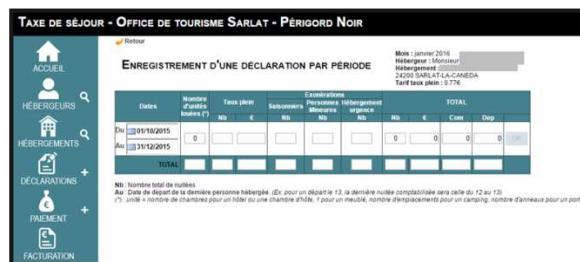 TAXE DE SÉJOUR - OFFICE DE TOURISME SARLAT - PÉRIGORD NOIR
Retour
Mois : janvier 2016
Hébergeur : Monsieur
Hébergement :
24200 SARLAT-LA-CANEDA
Tarif taux plein : 0.77€
ENREGISTREMENT D'UNE DÉCLARATION PAR PÉRIODE
ACCUEIL
HÉBERGEURS
HÉBERGEMENTS
DÉCLARATIONS
PAIEMENT
FACTURATION
Dates
Nombre d'unités louées (*)
Taux plein
Exonérations
Saisonniers
Personnes Mineures
Hébergement urgence
TOTAL
Nb € Nb Nb Nb Nb € Com Dep
Du 01/10/2015
Au 31/12/2015
0 0 0 0 0 OK
TOTAL
Nb : Nombre total de nuitées
Au : Date de départ de la dernière personne hébergée. (Ex: pour un départ le 13, la dernière nuitée comptabilisée sera celle du 12 au 13)
(*) : unité = nombre de chambres pour un hôtel ou une chambre d'hôte, 1 pour un meublé, nombre d'emplacements pour un camping, nombre d'anneaux pour un port